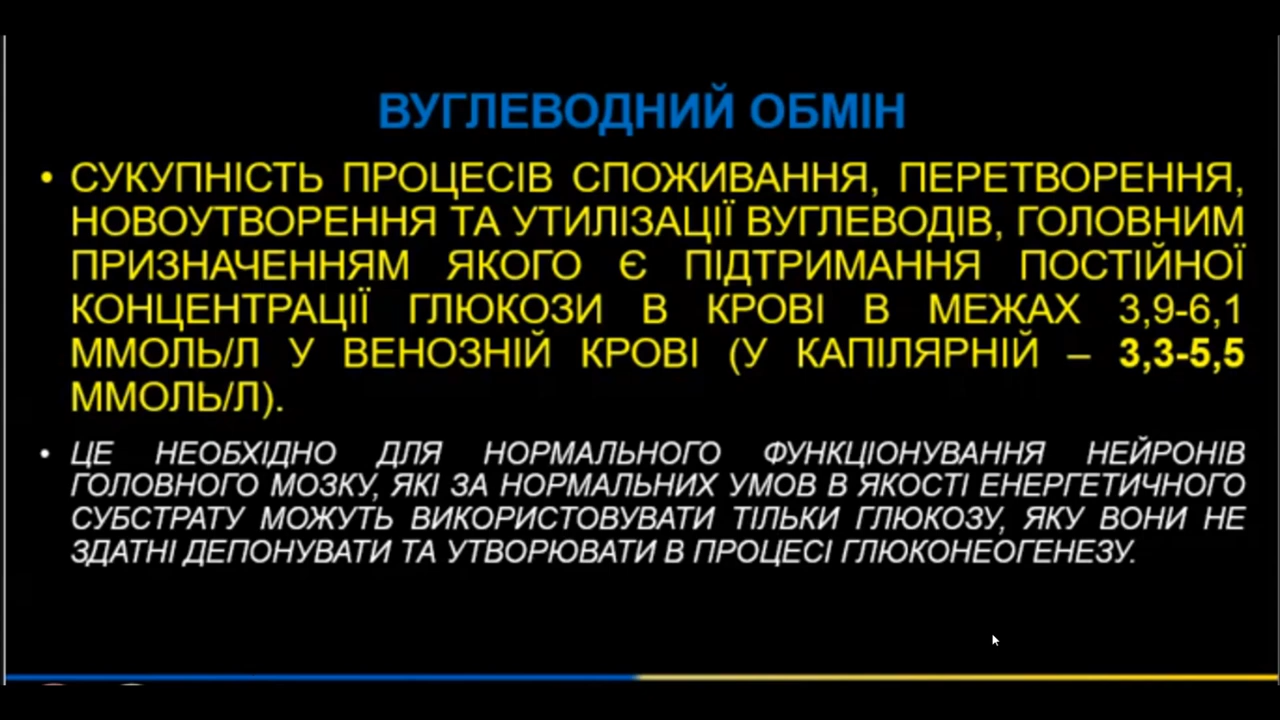 ВУГЛЕВОДНИЙ ОБМІН
• СУКУПНІСТЬ ПРОЦЕСІВ СПОЖИВАННЯ, ПЕРЕТВОРЕННЯ,
НОВОУТВОРЕННЯ ТА УТИЛІЗАЦІЇ ВУГЛЕВОДІВ, ГОЛОВНИМ
ПРИЗНАЧЕННЯМ ЯКОГО Є ПІДТРИМАННЯ ПОСТІЙНОЇ
КОНЦЕНТРАЦІЇ ГЛЮКОЗИ В КРОВІ В МЕЖАХ 3,9-6,1
ММОЛЬ/Л У ВЕНОЗНІЙ КРОВІ (У КАПІЛЯРНІЙ – 3,3-5,5
ММОЛЬ/Л).
• ЦЕ НЕОБХІДНО ДЛЯ НОРМАЛЬНОГО ФУНКЦІОНУВАННЯ НЕЙРОНІВ
ГОЛОВНОГО МОЗКУ, ЯКІ ЗА НОРМАЛЬНИХ УМОВ В ЯКОСТІ ЕНЕРГЕТИЧНОГО
СУБСТРАТУ МОЖУТЬ ВИКОРИСТОВУВАТИ ТІЛЬКИ ГЛЮКОЗУ, ЯКУ ВОНИ НЕ
ЗДАТНІ ДЕПОНУВАТИ ТА УТВОРЮВАТИ В ПРОЦЕСІ ГЛЮКОНЕОГЕНЕЗУ.